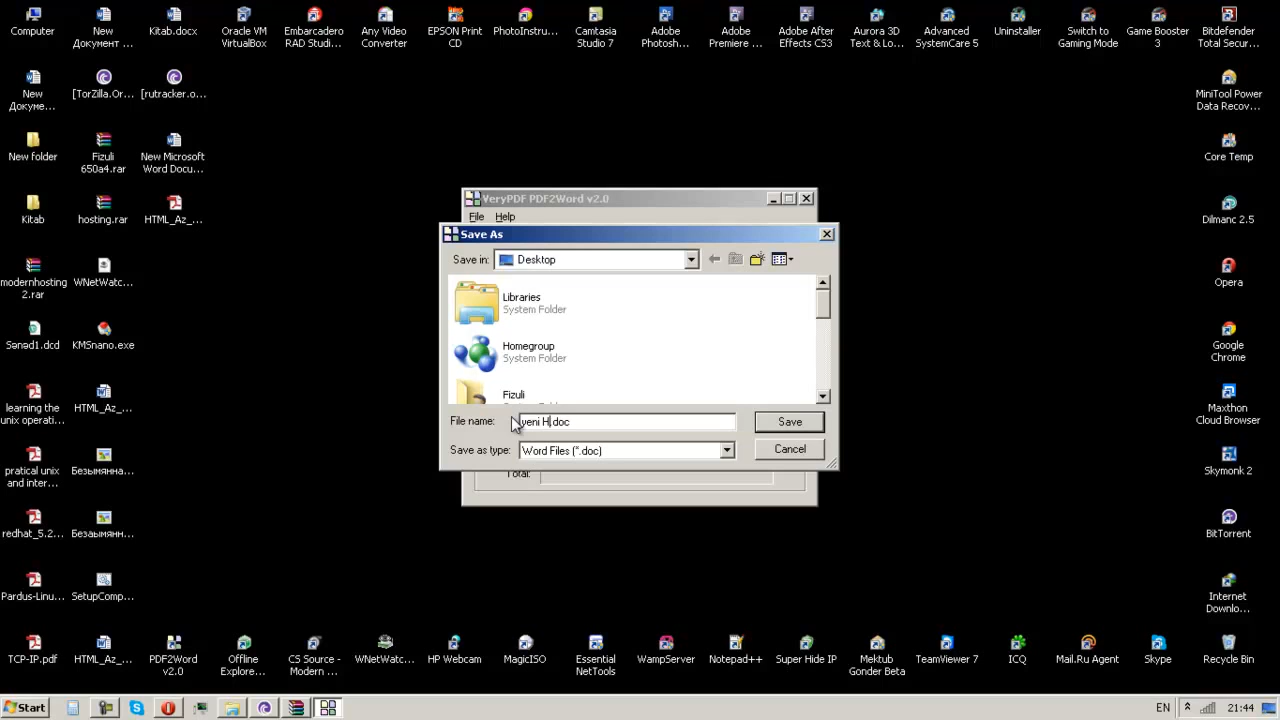 Computer
New
Документ ...
Kitab.docx
Oracle VM
VirtualBox
Embarcadero
RAD Studi...
Any Video
Converter
EPSON Print
CD
PhotoInstru...
Camtasia
Studio 7
Adobe
Photosh...
Adobe
Premiere ...
Adobe After
Effects CS3
Aurora 3D
Text & Lo...
Advanced
SystemCare 5
Uninstaller
Switch to
Gaming Mode
Game Booster
3
Bitdefender
Total Secur...
New
Докуме...
[TorZilla.Or...
[rutracker.o...
MiniTool Power
Data Recov...
New folder
Fizuli
650a4.rar
New Microsoft
Word Docu...
Core Temp
Kitab
hosting.rar
HTML_Az_...
Dilmanc 2.5
modernhosting
2.rar
WNetWatc...
Opera
Sənəd1.dcd
KMSnano.exe
Google
Chrome
learning the
unix operati...
HTML_Az_...
Maxthon
Cloud Browser
pratical unix
and inter...
Безымянн...
Skymonk 2
redhat_5.2...
Безаымянн...
BitTorrent
Pardus-Linu...
SetupComp...
Internet
Downlo...
VeryPDF PDF2Word v2.0
File Help
Save As
Save in: Desktop
Libraries
System Folder
Homegroup
System Folder
Fizuli
File name: yeni H.doc
Save
Save as type: Word Files (*.doc)
Cancel
Total:
TCP-IP.pdf
HTML_Az_...
PDF2Word
v2.0
Offline
Explore...
CS Source -
Modern ...
WNetWatc...
HP Webcam
MagicISO
Essential
NetTools
WampServer
Notepad++
Super Hide IP
Mektub
Gonder Beta
TeamViewer 7
ICQ
Mail.Ru Agent
Skype
Recycle Bin
Start
EN
21:44